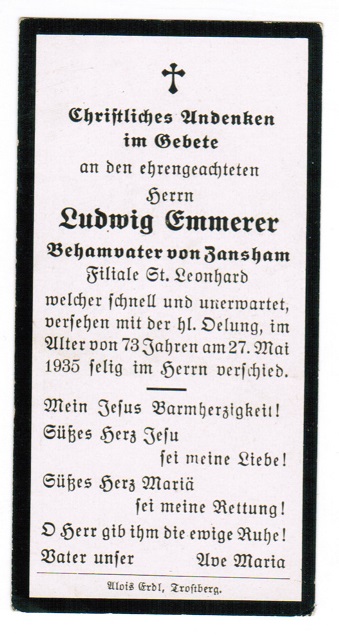 Christliches Andenken
im Gebete
an den ehrengeachteten
Herrn
Ludwig Emmerer
Behamvater von Zansham
Filiale St. Leonhard
welcher schnell und unerwartet,
versehen mit der hl. Oelung, im
Alter von 73 Jahren am 27. Mai
1935 selig im Herrn verschied.
Mein Jesus Barmherzigkeit!
Süßes Herz Jesu
sei meine Liebe!
Süßes Herz Mariä
sei meine Rettung!
O Herr gib ihm die ewige Ruhe!
Vater unser Ave Maria
Alois Erdl, Trostberg.